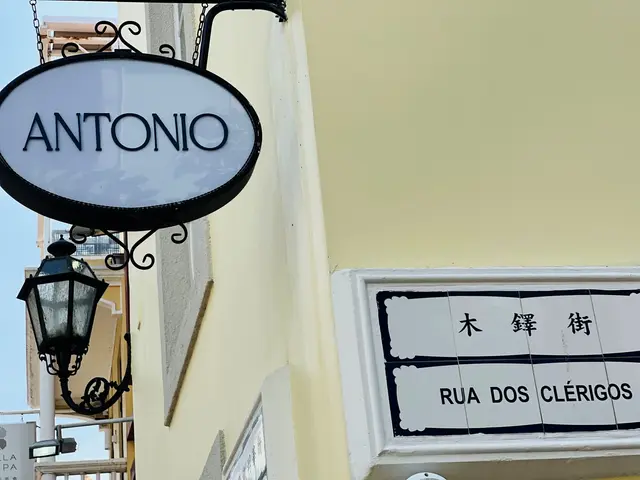 ANTONIO
木鐸街
RUA DOS CLÉRIGOS